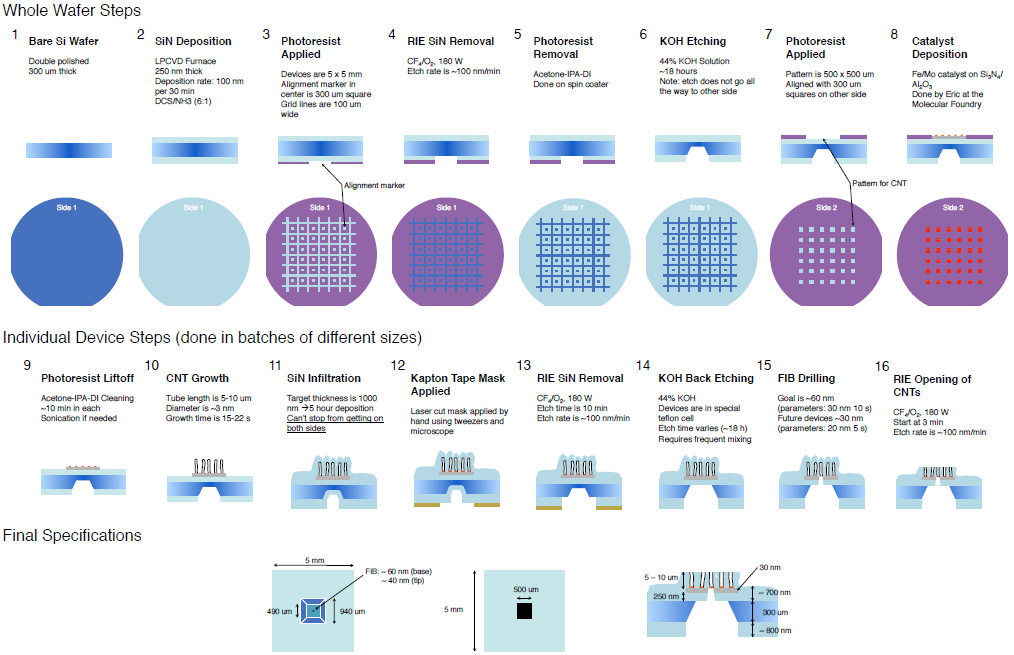 Whole Wafer Steps
1
Bare Si Wafer
Double polished
300 um thick
2
SiN Deposition
LPCVD Furnace
250 nm thick
Deposition rate: 100 nm
per 30 min
DCS/NH3 (6:1)
3
Photoresist
Applied
Devices are 5 x 5 mm
Alignment marker in
center is 300 um square
Grid lines are 100 um
wide
4
RIE SiN Removal
CF₄/O₂, 180 W
Etch rate is ~100 nm/min
5
Photoresist
Removal
Acetone-IPA-DI
Done on spin coater
6
KOH Etching
44% KOH Solution
~18 hours
Note: etch does not go all
the way to other side
7
Photoresist
Applied
Pattern is 500 x 500 um
Aligned with 300 um
squares on other side
8
Catalyst
Deposition
Fe/Mo catalyst on Si₃N₄/
Al₂O₃
Done by Eric at the
Molecular Foundry
Alignment marker
Pattem for CNT
Side 1
Side 1
Side 1
Side 1
Side 1
Side 1
Side 2
Side 2
Individual Device Steps (done in batches of different sizes)
9
Photoresist Liftoff
Acetone-IPA-DI Cleaning
~10 min in each
Sonication if needed
10
CNT Growth
Tube length is 5-10 um
Diameter is ~3 nm
Growth time is 15-22 s
11
SiN Infiltration
Target thickness is 1000
nm →5 hour deposition
Can't stop from getting on
both sides
12
Kapton Tape Mask
Applied
Laser cut mask applied by
hand using tweezers and
microscope
13
RIE SiN Removal
CF₄/O₂, 180 W
Etch time is 10 min
Etch rate is ~100 nm/min
14
KOH Back Etching
44% KOH
Devices are in special
teflon cell
Etch time varies (~18 h)
Requires frequent mixing
15
FIB Drilling
Goal is ~60 nm
(parameters: 30 nm 10 s)
Future devices ~30 nm
(parameters: 20 nm 5 s)
16
RIE Opening of
CNTs
CF₄/O₂, 180 W
Start at 3 min
Etch rate is ~100 nm/min
Final Specifications
5 mm
FIB: ~ 60 nm (base)
~ 40 nm (tip)
490 um
940 um
5 mm
500 um
30 nm
5 – 10 um
250 nm
~ 700 nm
300 um
~ 800 nm